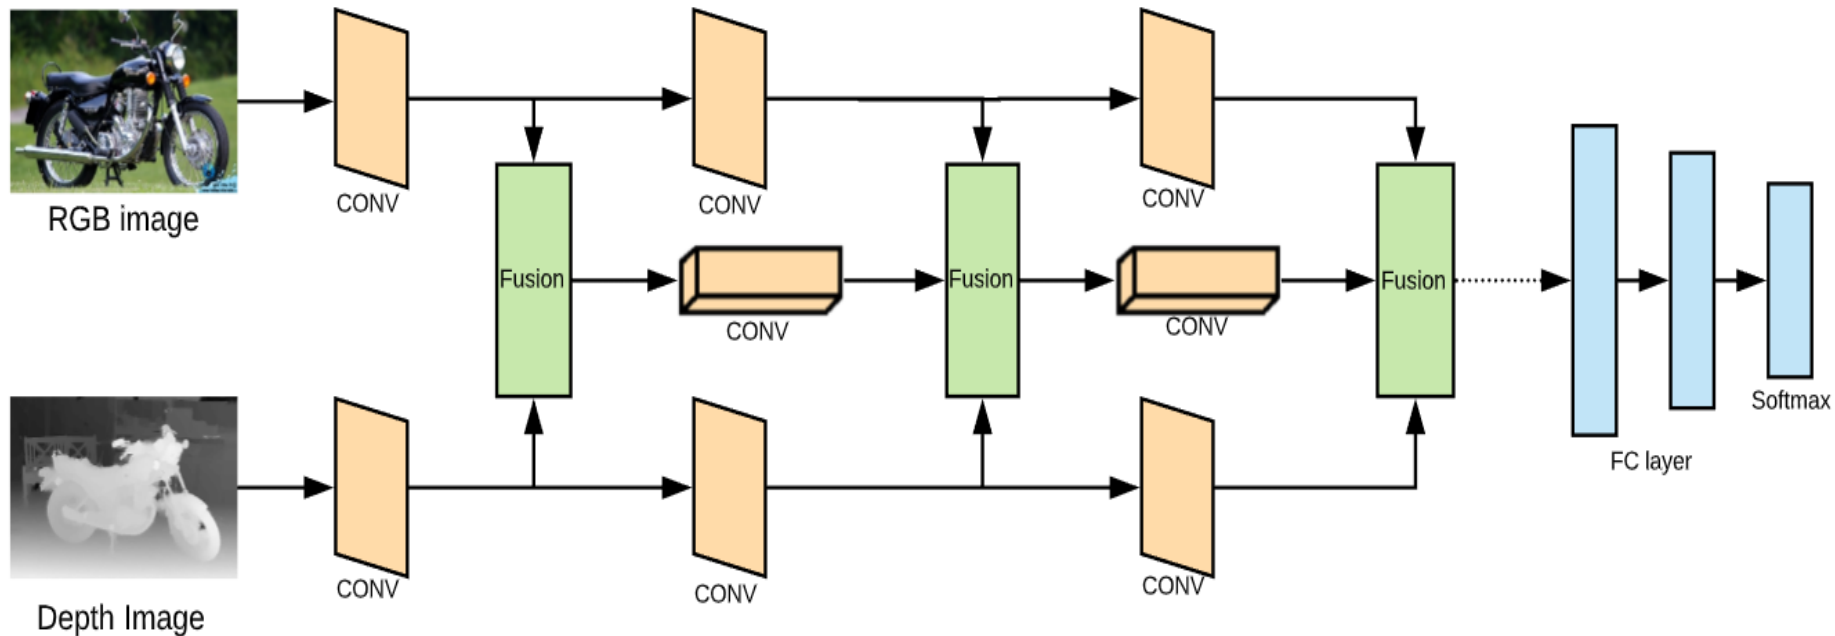 CONV
CONV
CONV
RGB image
Fusion
Fusion
Fusion
CONV
CONV
Softmax
FC layer
CONV
CONV
CONV
Depth Image